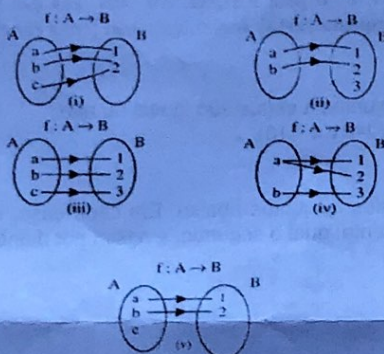 f : A → B
A B
a 1
b 2
c
(i)
f : A → B
A B
a 1
b 2
3
(ii)
f : A → B
A B
a 1
b 2
c 3
(iii)
f : A → B
A B
a 1
2
b 3
(iv)
f : A → B
A B
a 1
b 2
c
(v)